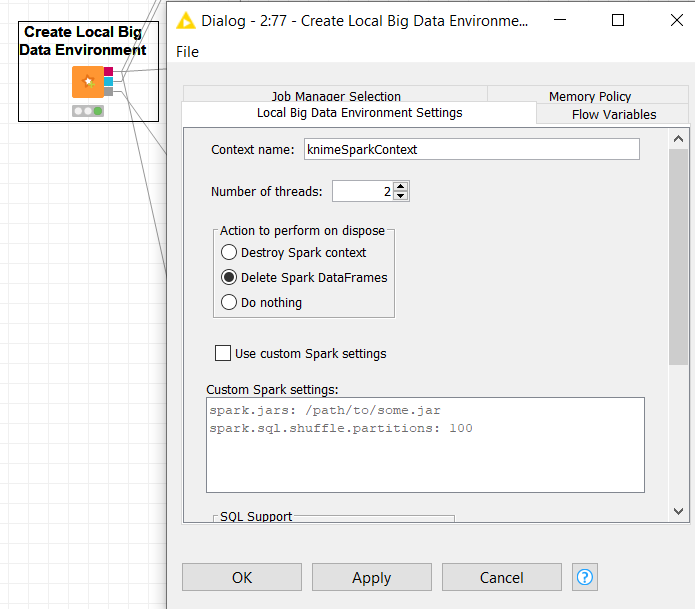 Create Local Big
Data Environment
Dialog - 2:77 - Create Local Big Data Environme...
File
Job Manager Selection
Memory Policy
Local Big Data Environment Settings
Flow Variables
Context name:
knimeSparkContext
Number of threads:
2
Action to perform on dispose
Destroy Spark context
Delete Spark DataFrames
Do nothing
Use custom Spark settings
Custom Spark settings:
spark.jars: /path/to/some.jar
spark.sql.shuffle.partitions: 100
SQL Support
OK
Apply
Cancel
?